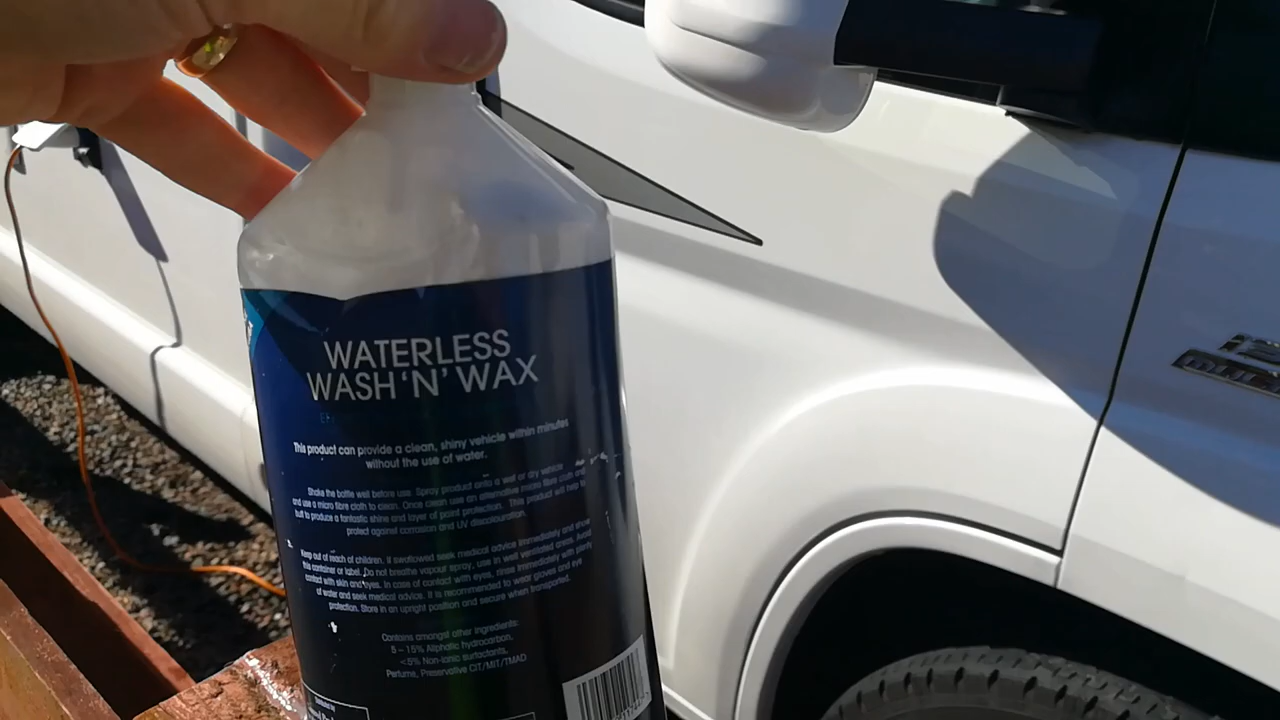 WATERLESS
WASH 'N' WAX
This product can provide a clean, shiny vehicle within minutes
without the use of water.
Shake the bottle well before use. Spray product onto a wet or dry vehicle
and use a micro fibre cloth to clean. Once clean use an alternative micro fibre cloth and
buff to produce a fantastic shine and layer of paint protection. This product will help to
protect against corrosion and UV discolouration.
Keep out of reach of children. If swallowed seek medical advice immediately and show
this container or label. Do not breathe vapour spray, use in well ventilated areas. Avoid
contact with skin and eyes. In case of contact with eyes, rinse immediately with plenty
of water and seek medical advice. It is recommended to wear gloves and eye
protection. Store in an upright position and secure when transported.
Contains amongst other ingredients:
5 – 15% Aliphatic hydrocarbon,
<5% Non-ionic surfactants,
Perfume, Preservative CIT/MIT/TMAD